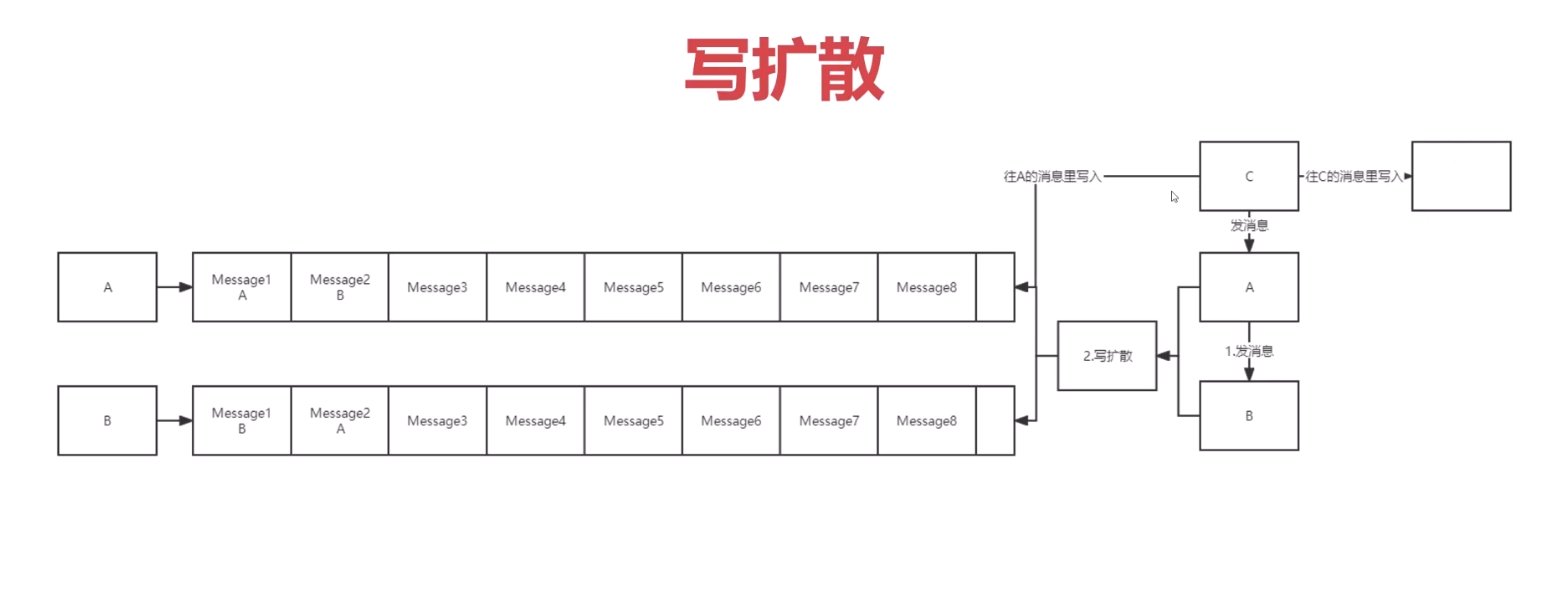 写扩散
往A的消息里写入
C
往C的消息里写入
发消息
A
Message1
A
Message2
B
Message3
Message4
Message5
Message6
Message7
Message8
A
2.写扩散
1.发消息
B
Message1
B
Message2
A
Message3
Message4
Message5
Message6
Message7
Message8
B